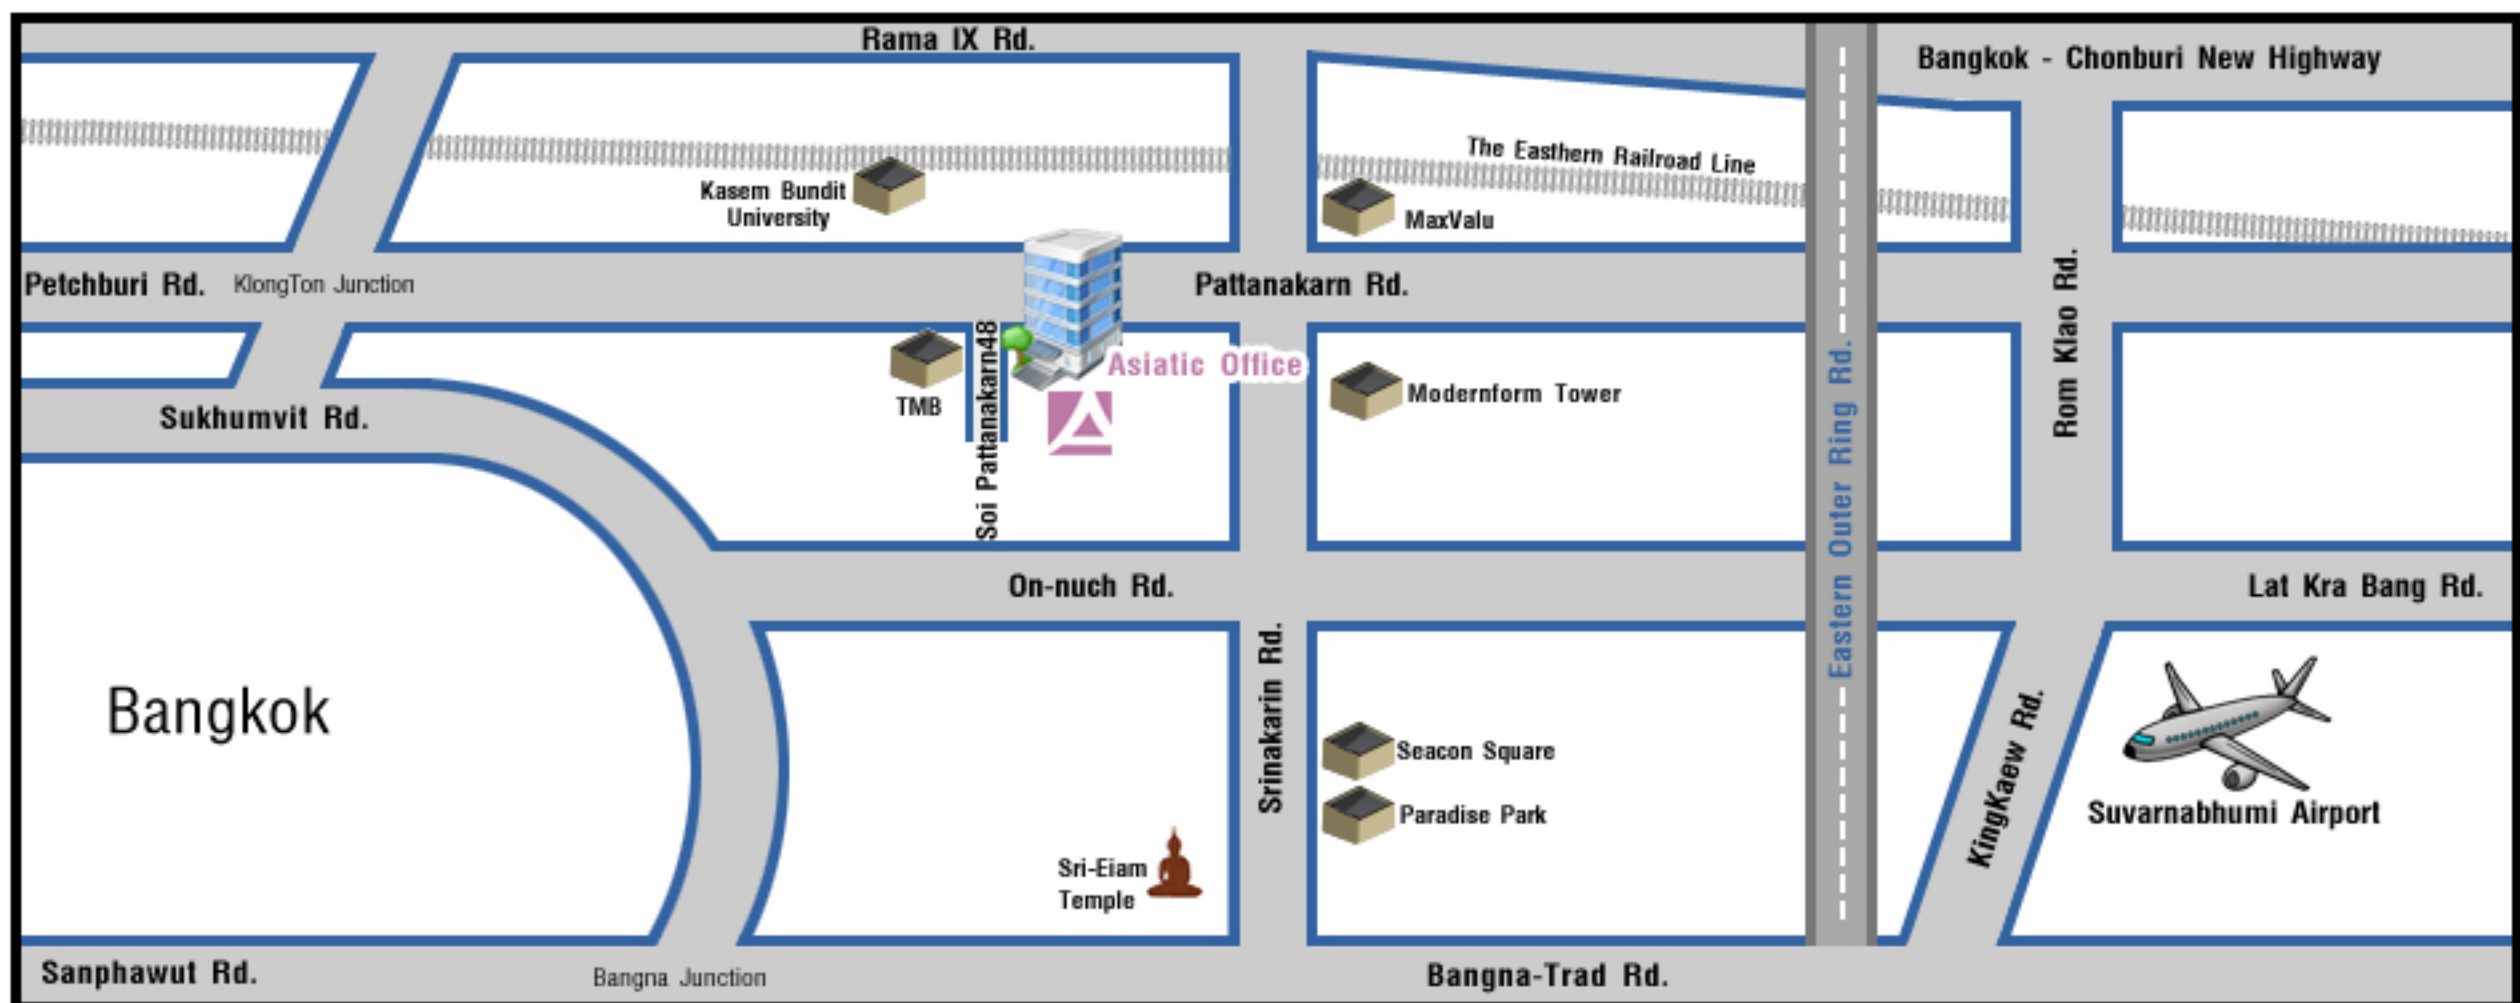 Rama IX Rd.
Bangkok - Chonburi New Highway
The Easthern Railroad Line
Kasem Bundit
University
MaxValu
Petchburi Rd.
KlongTon Junction
Pattanakarn Rd.
Rom Klao Rd.
Asiatic Office
TMB
Soi Pattanakarn48
Modernform Tower
Eastern Outer Ring Rd.
Sukhumvit Rd.
On-nuch Rd.
Lat Kra Bang Rd.
Bangkok
Srinakarin Rd.
Seacon Square
Paradise Park
KingKaew Rd.
Suvarnabhumi Airport
Sri-Eiam
Temple
Sanphawut Rd.
Bangna Junction
Bangna-Trad Rd.